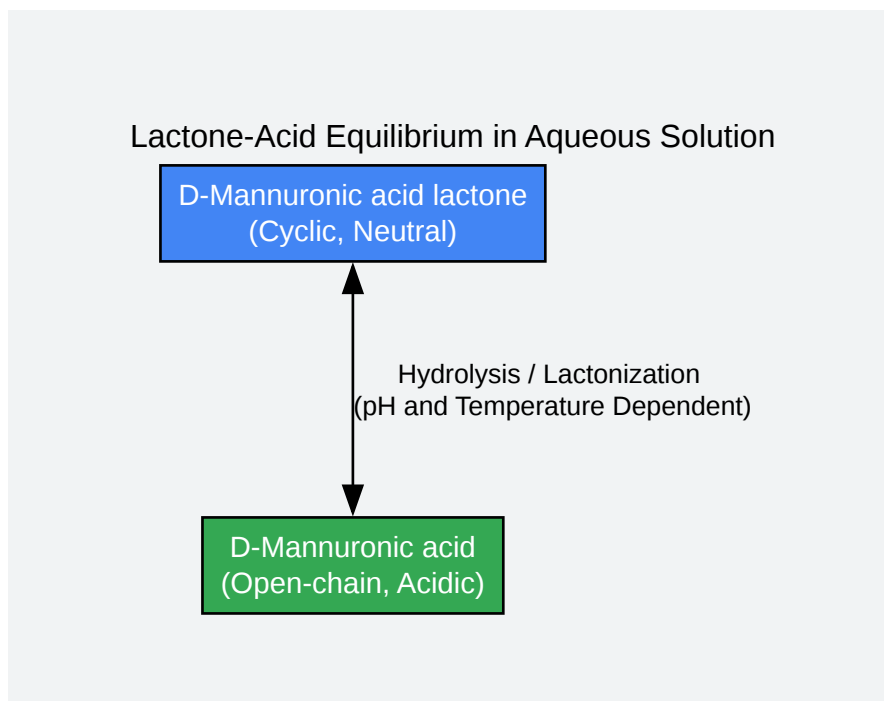 Lactone-Acid Equilibrium in Aqueous Solution
D-Mannuronic acid lactone
(Cyclic, Neutral)
Hydrolysis / Lactonization
(pH and Temperature Dependent)
D-Mannuronic acid
(Open-chain, Acidic)